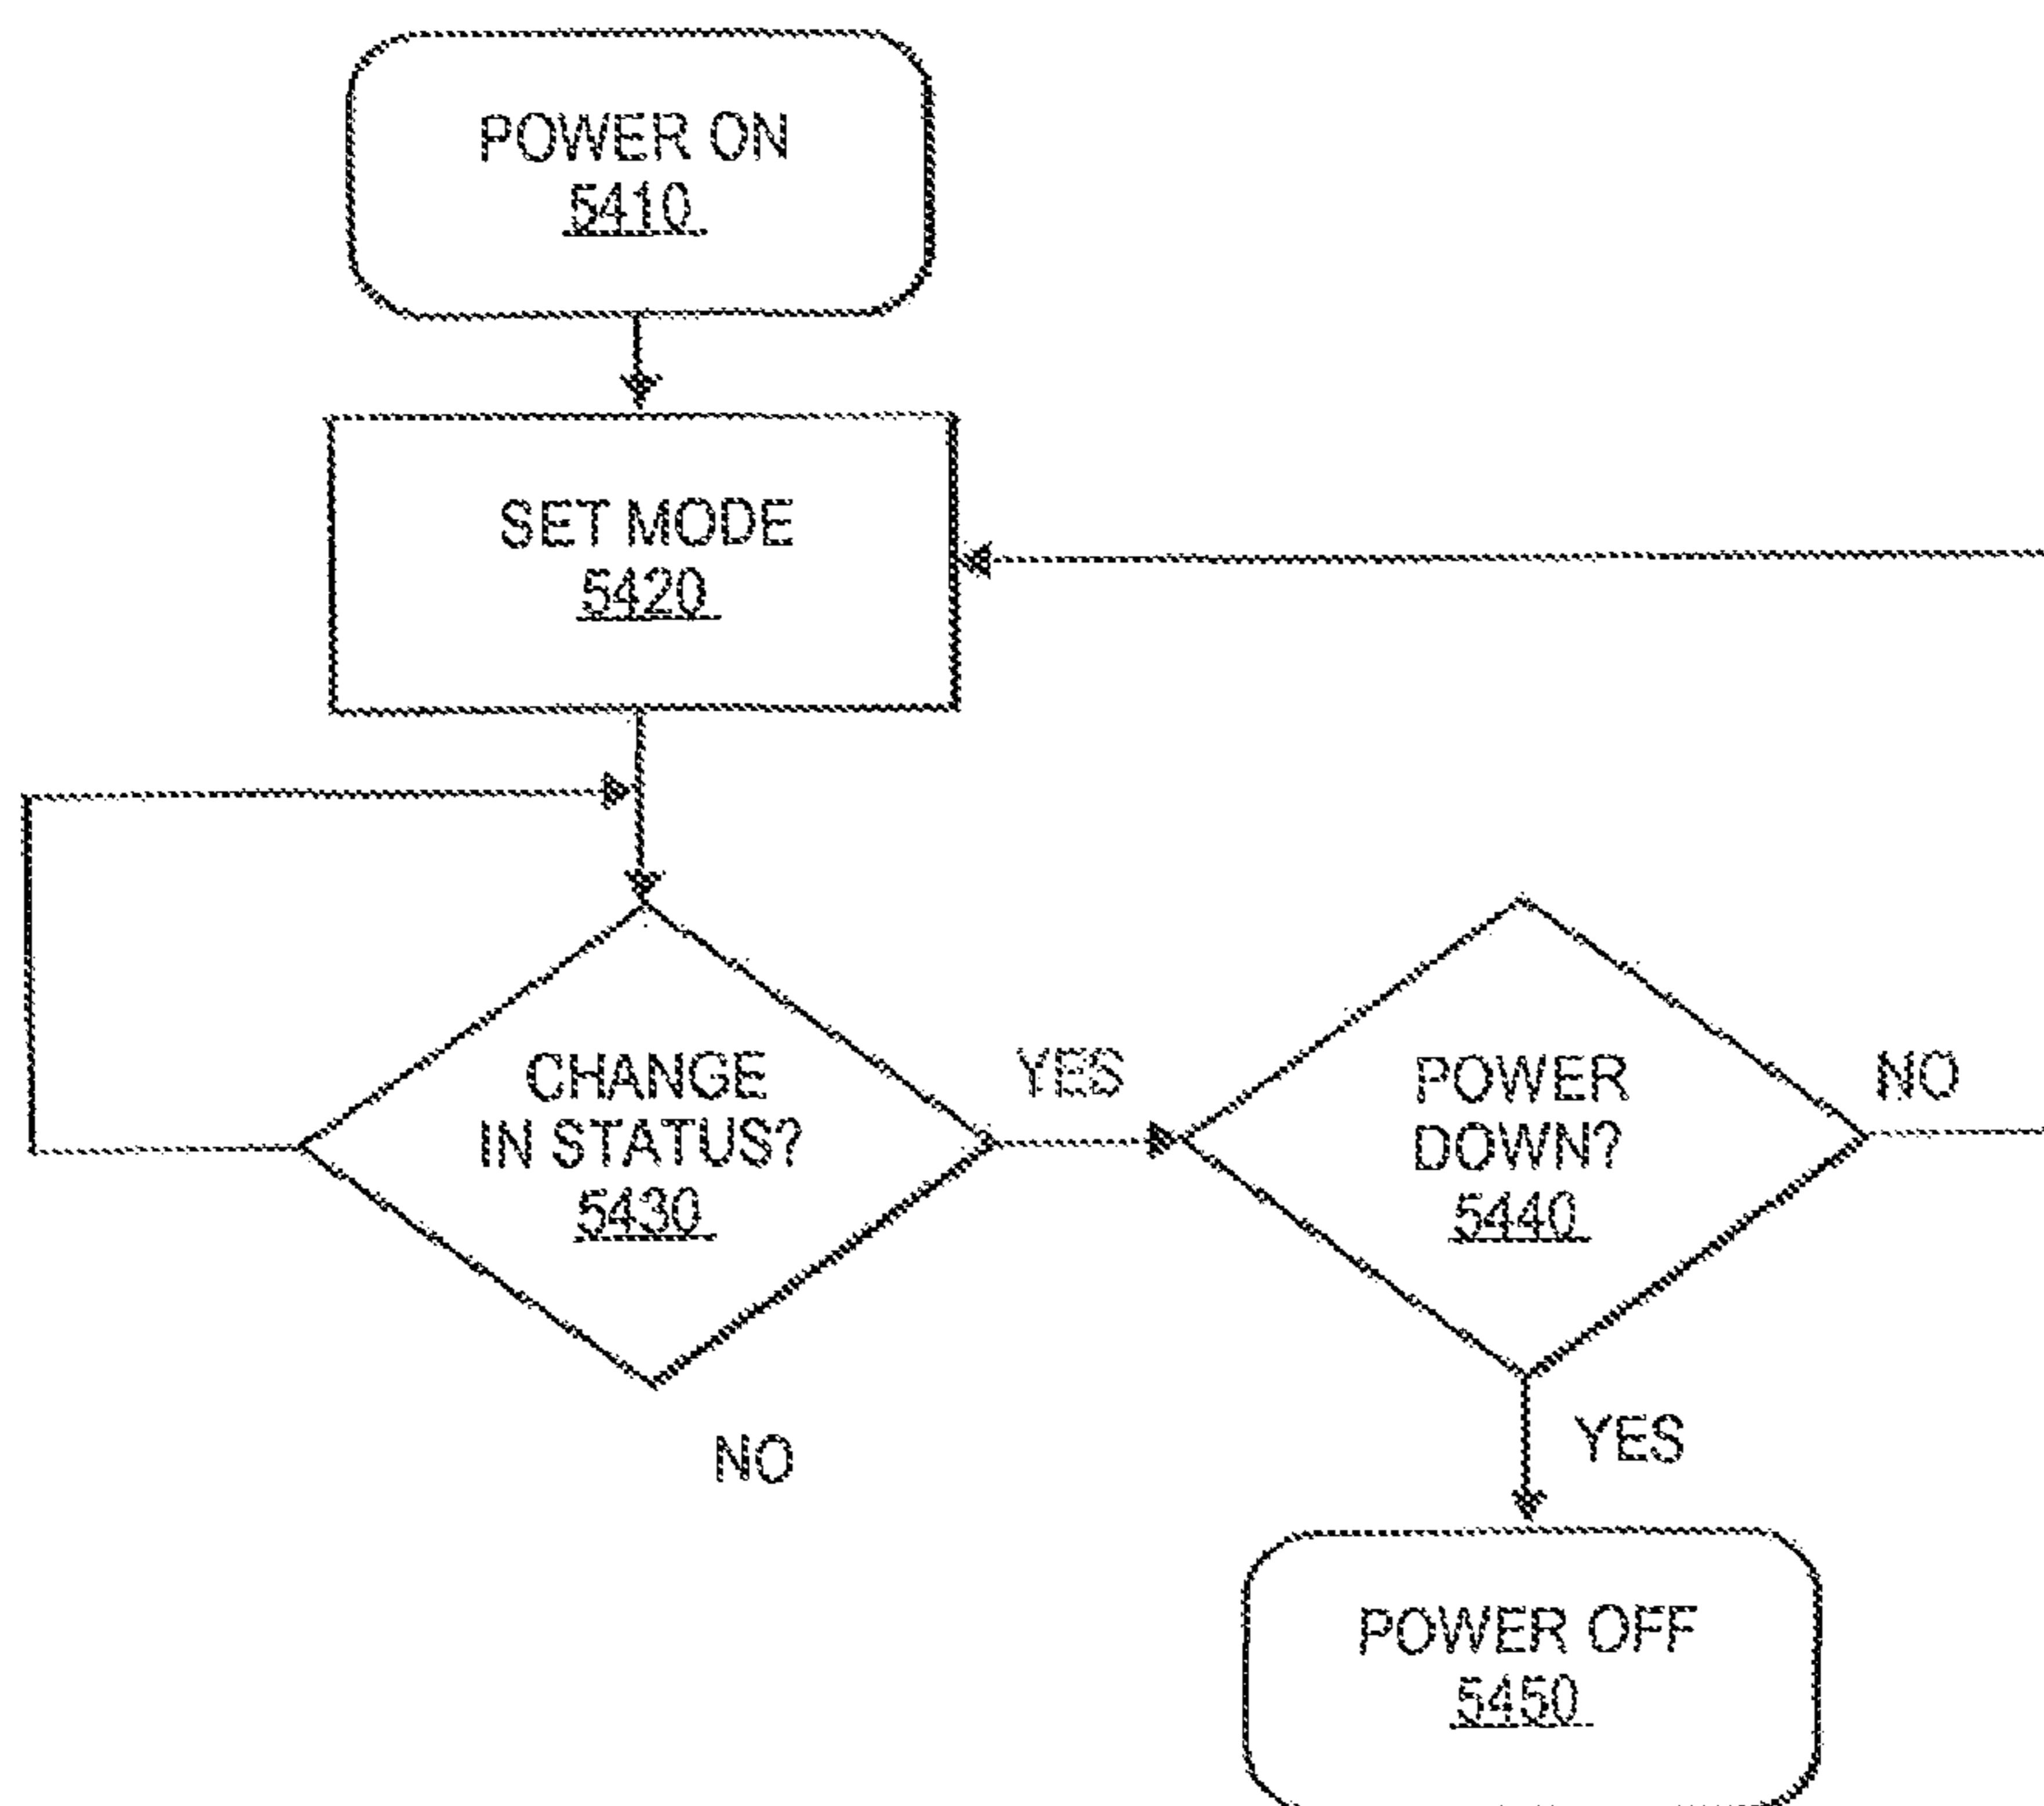 POWER ON
5410
SET MODE
5420
CHANGE
IN STATUS?
5430
YES
POWER
DOWN?
5440
NO
NO
YES
POWER OFF
5450